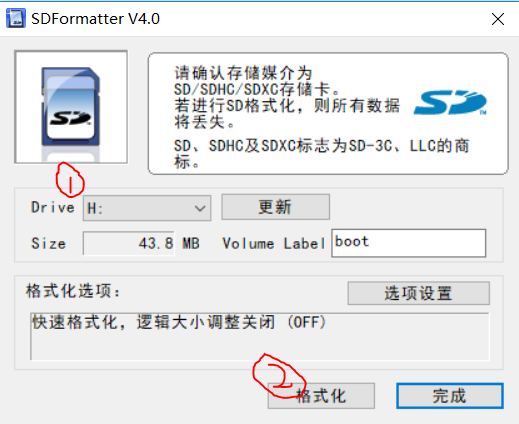 SDFormatter V4.0
请确认存储媒介为
SD/SDHC/SDXC存储卡。
若进行SD格式化，则所有数据
将丢失。
SD、SDHC及SDXC标志为SD-3C、LLC的商
标。
SD
SD
TM
1
Drive H: 更新
Size 43.8 MB Volume Label boot
格式化选项：
选项设置
快速格式化，逻辑大小调整关闭 (OFF)
2
格式化 完成